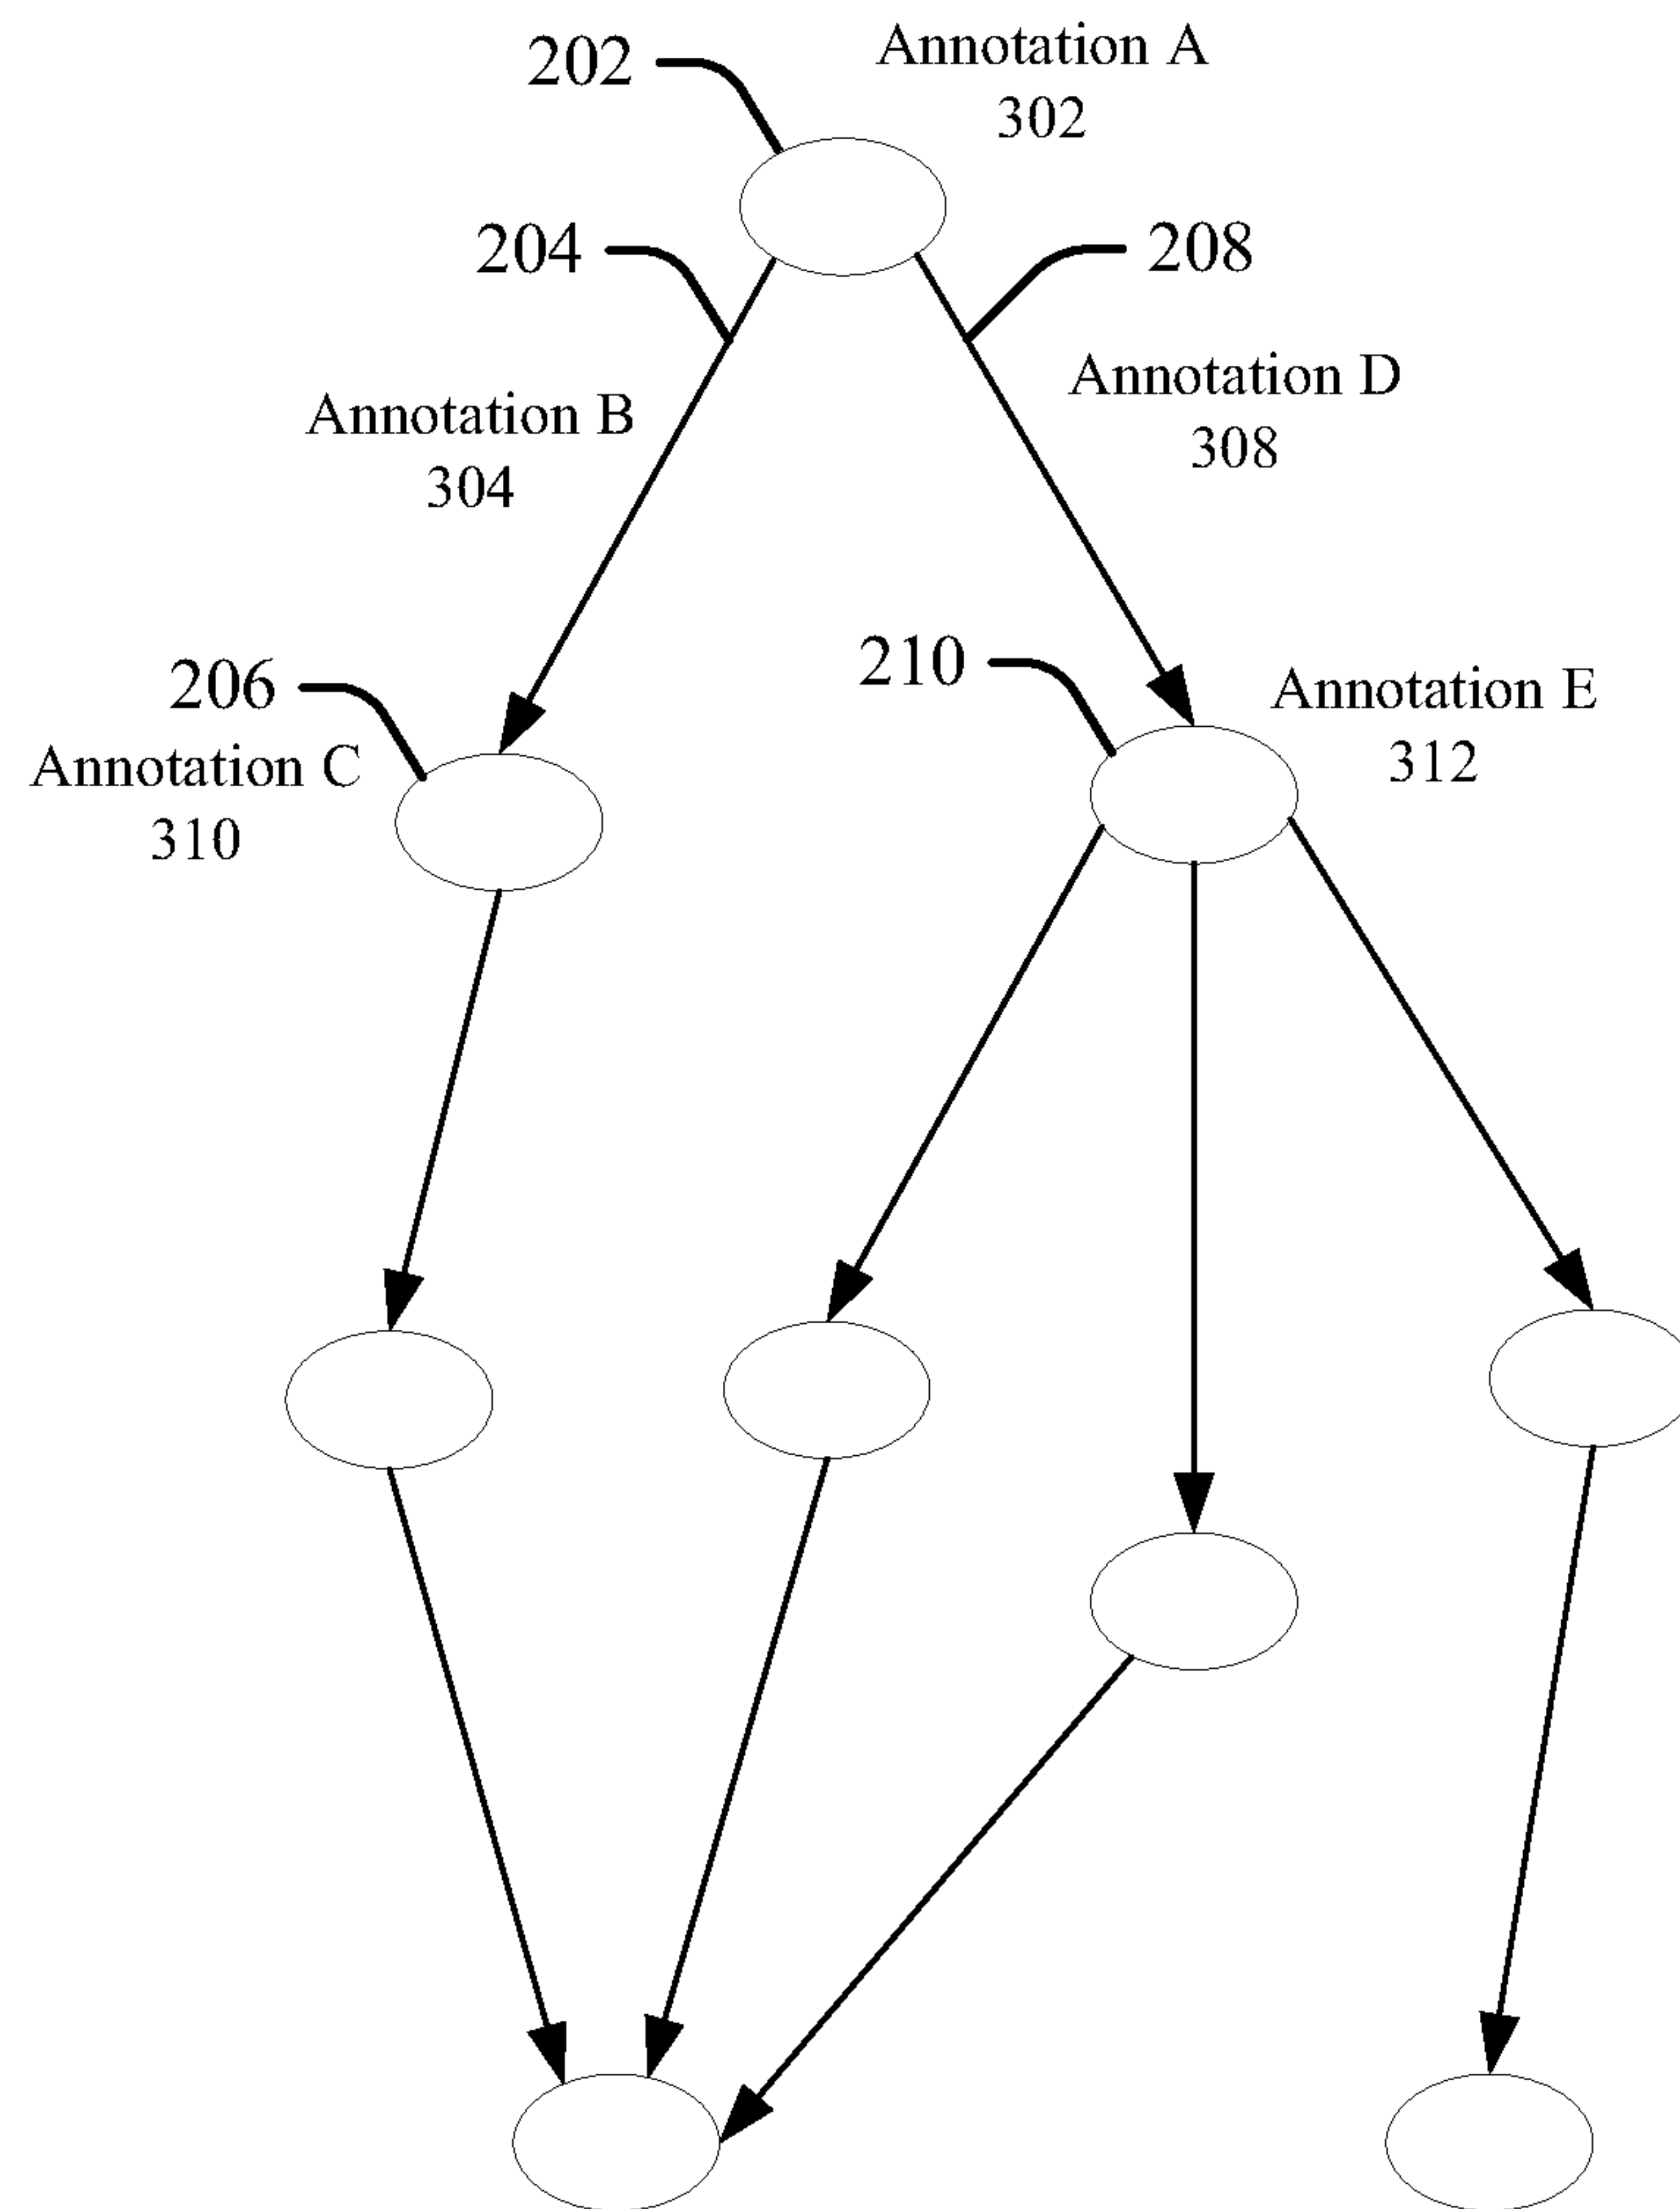 202
Annotation A
302
204
208
Annotation D
308
Annotation B
304
210
206
Annotation E
312
Annotation C
310